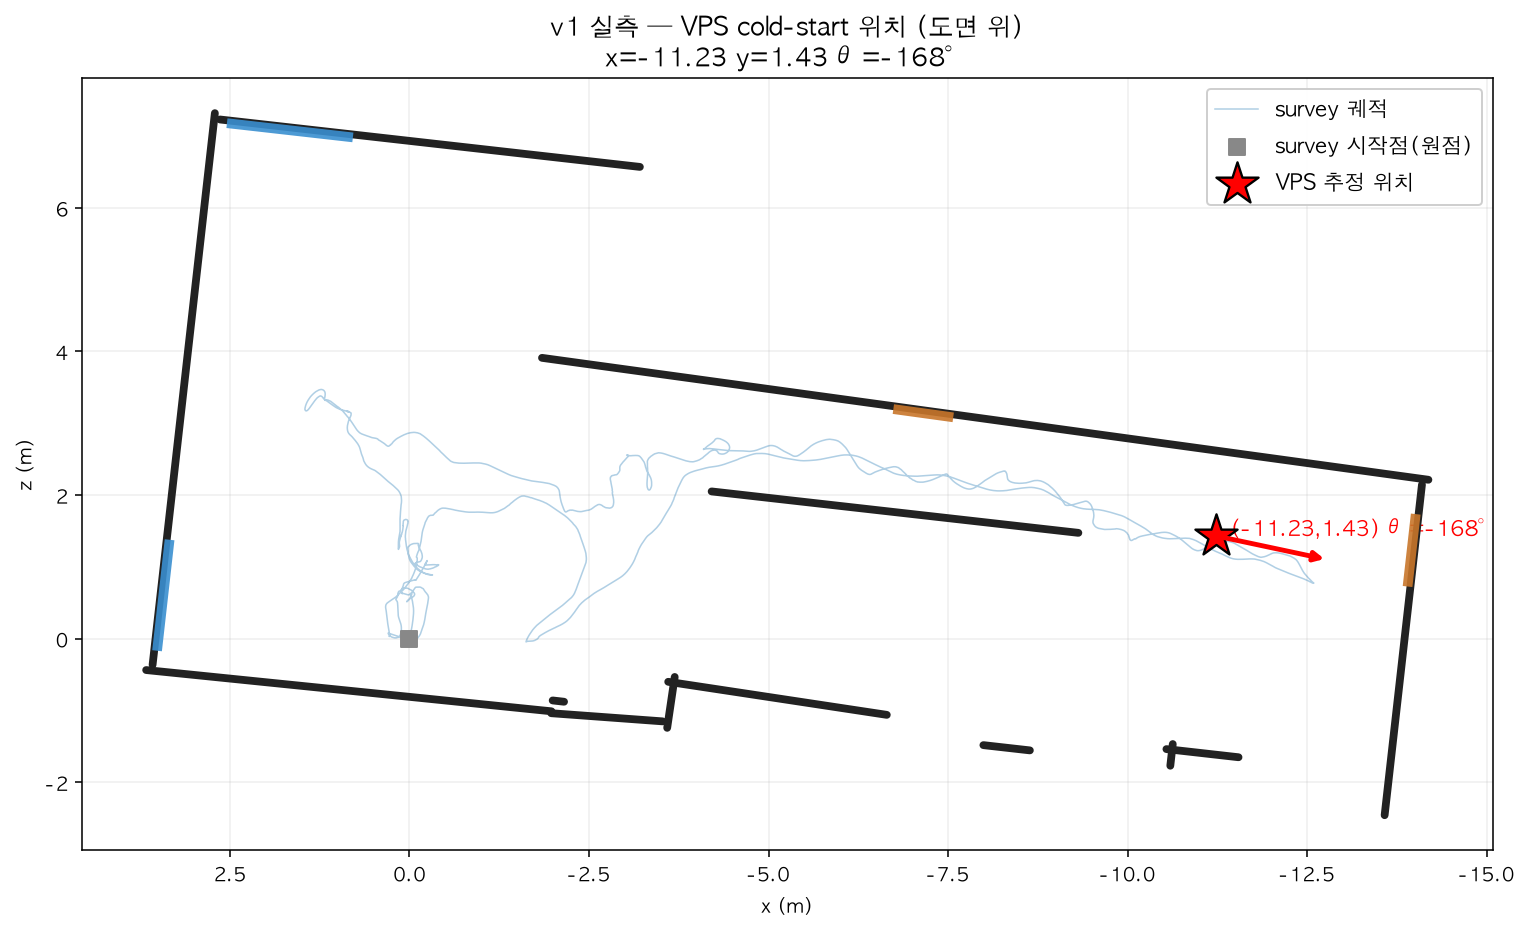 v1 실측 — VPS cold-start 위치 (도면 위)
x=-11.23 y=1.43 θ =-168°
survey 궤적
survey 시작점(원점)
VPS 추정 위치
6
4
2
0
-2
z (m)
(-11.23,1.43) θ =-168°
2.5 0.0 -2.5 -5.0 -7.5 -10.0 -12.5 -15.0
x (m)